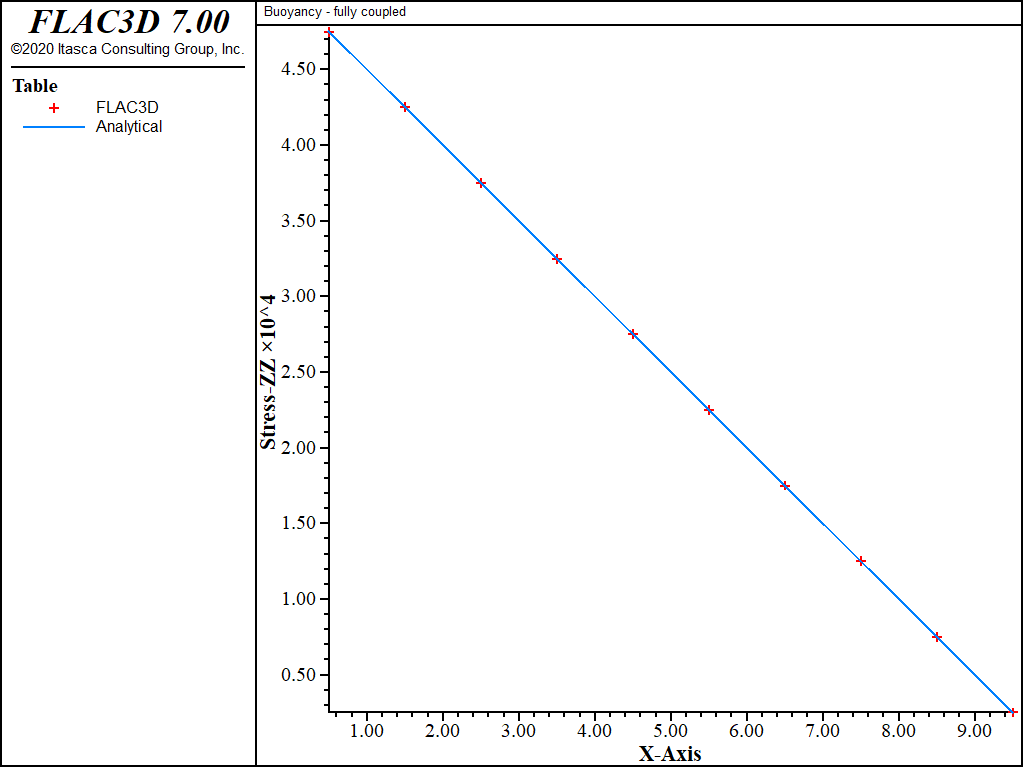 FLAC3D 7.00
©2020 Itasca Consulting Group, Inc.
Table
FLAC3D
Analytical
Buoyancy - fully coupled
Stress-ZZ ×10^4
4.50
4.00
3.50
3.00
2.50
2.00
1.50
1.00
0.50
1.00 2.00 3.00 4.00 5.00 6.00 7.00 8.00 9.00
X-Axis